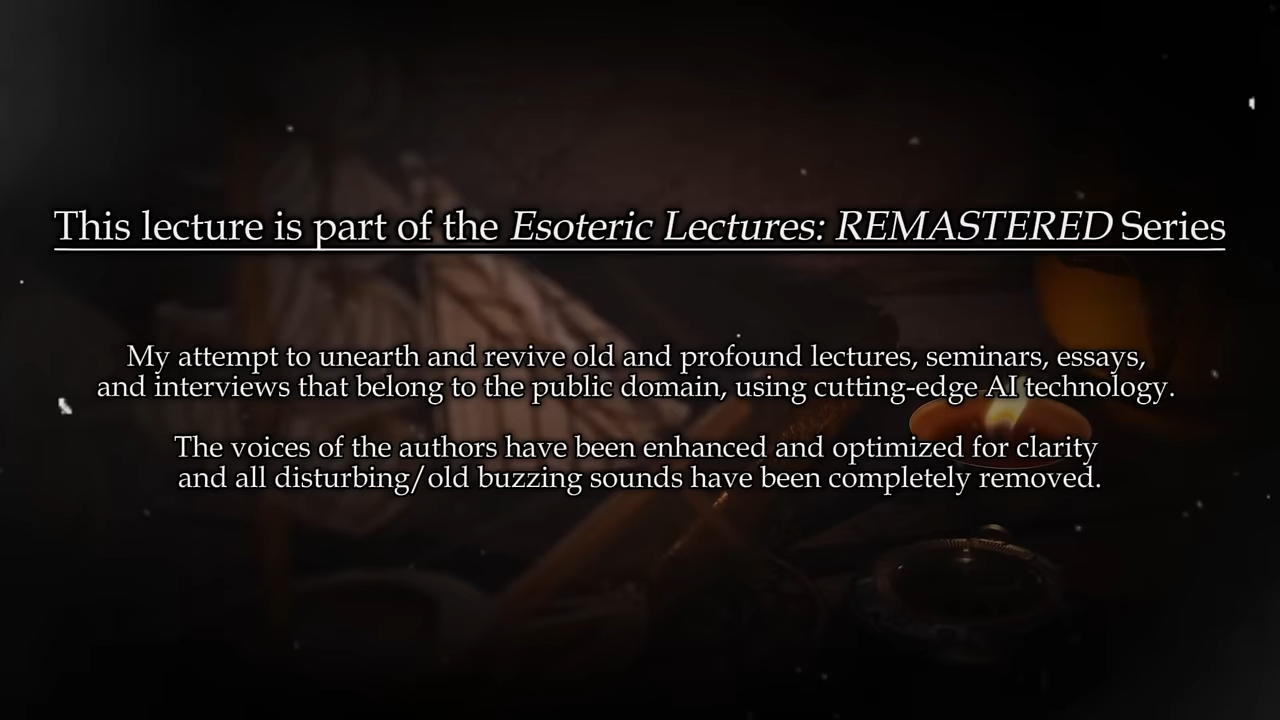 This lecture is part of the Esoteric Lectures: REMASTERED Series
My attempt to unearth and revive old and profound lectures, seminars, essays,
and interviews that belong to the public domain, using cutting-edge AI technology.
The voices of the authors have been enhanced and optimized for clarity
and all disturbing/old buzzing sounds have been completely removed.